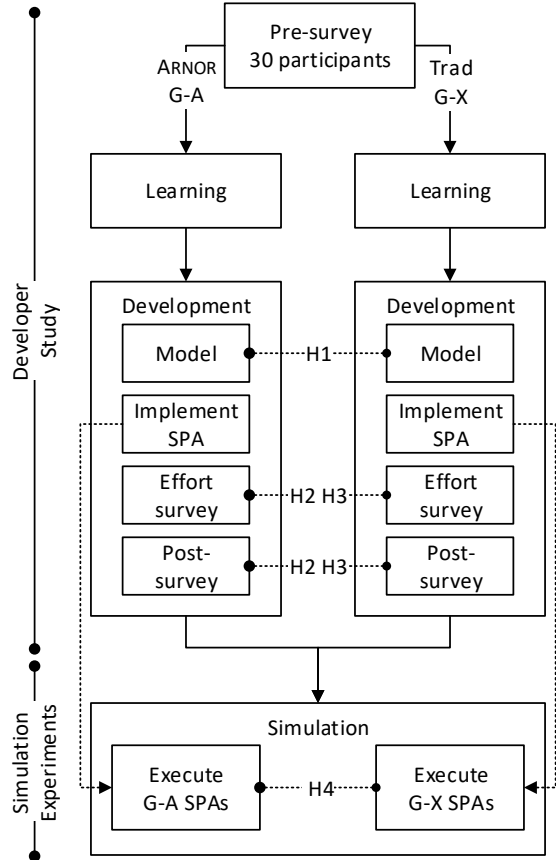 Pre-survey
30 participants
ARNOR
G-A
Trad
G-X
Learning
Learning
Developer
Study
Development
Development
Model
H1
Model
Implement
SPA
Implement
SPA
Effort
survey
H2 H3
Effort
survey
Post-
survey
H2 H3
Post-
survey
Simulation
Experiments
Simulation
Execute
G-A SPAs
H4
Execute
G-X SPAs